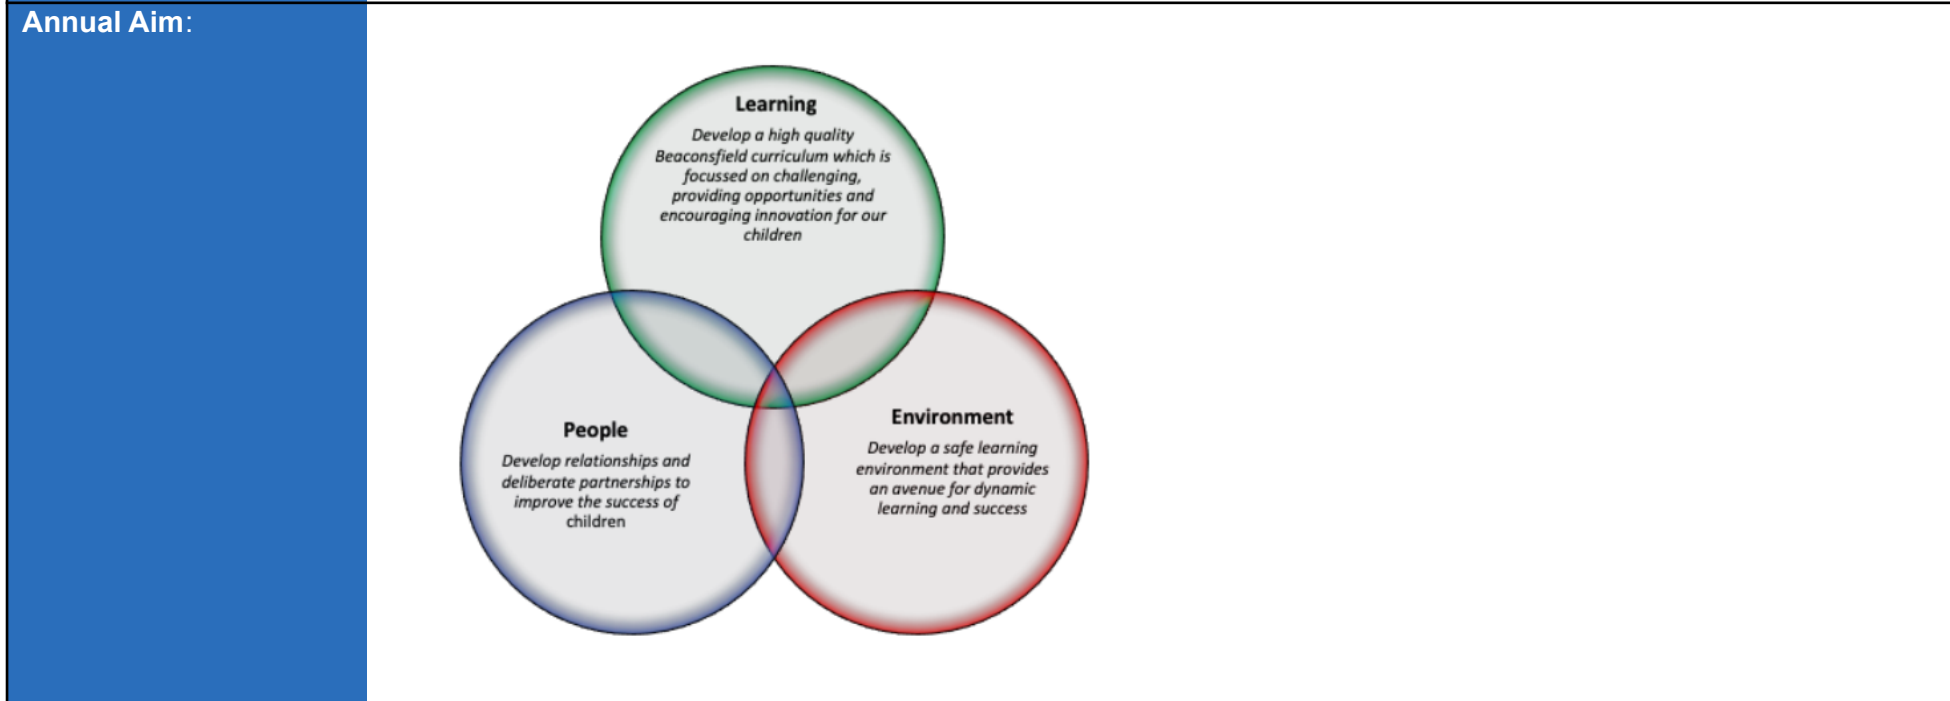 Annual Aim:
Learning
Develop a high quality
Beaconsfield curriculum which is
focussed on challenging,
providing opportunities and
encouraging innovation for our
children
People
Develop relationships and
deliberate partnerships to
improve the success of
children
Environment
Develop a safe learning
environment that provides
an avenue for dynamic
learning and success